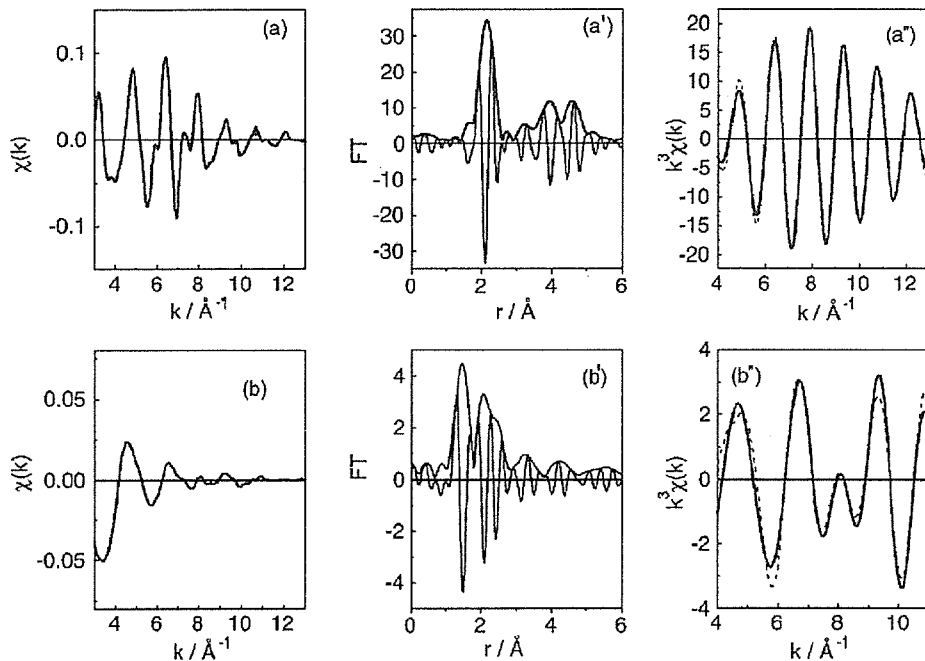 (a)
0.1
0.0
-0.1
χ(k)
4 6 8 10 12
k / Å⁻¹
(a')
30
20
10
0
-10
-20
-30
FT
0 2 4 6
r / Å
(a")
20
15
10
5
0
-5
-10
-15
-20
k³χ(k)
4 6 8 10 12
k / Å⁻¹
(b)
0.05
0.00
-0.05
χ(k)
4 6 8 10 12
k / Å⁻¹
(b')
4
2
0
-2
-4
FT
0 1 2 3 4 5 6
r / Å
(b")
4
2
0
-2
-4
k³χ(k)
4 6 8 10
k / Å⁻¹